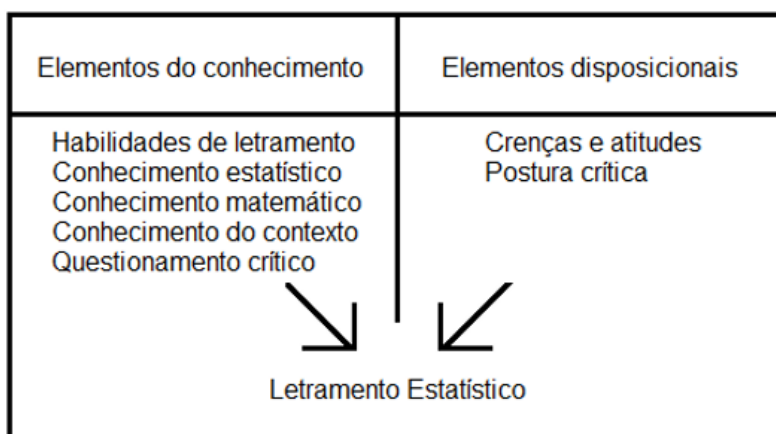 Elementos do conhecimento
Elementos disposicionais
Habilidades de letramento
Conhecimento estatístico
Conhecimento matemático
Conhecimento do contexto
Questionamento crítico
Crenças e atitudes
Postura crítica
Letramento Estatístico